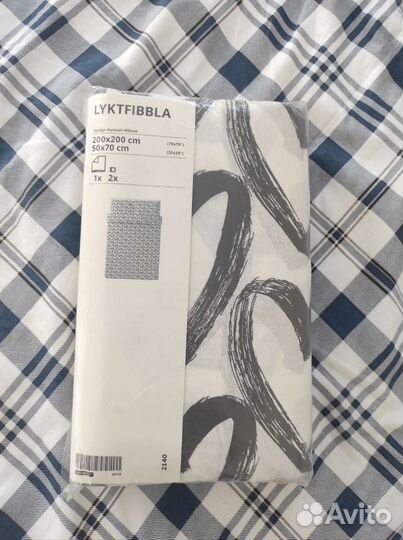 LYKTFIBBLA
Design Hannah Wilcox
200x200 cm (79x79")
50x70 cm (20x28")
1x 2x
2140
Avito